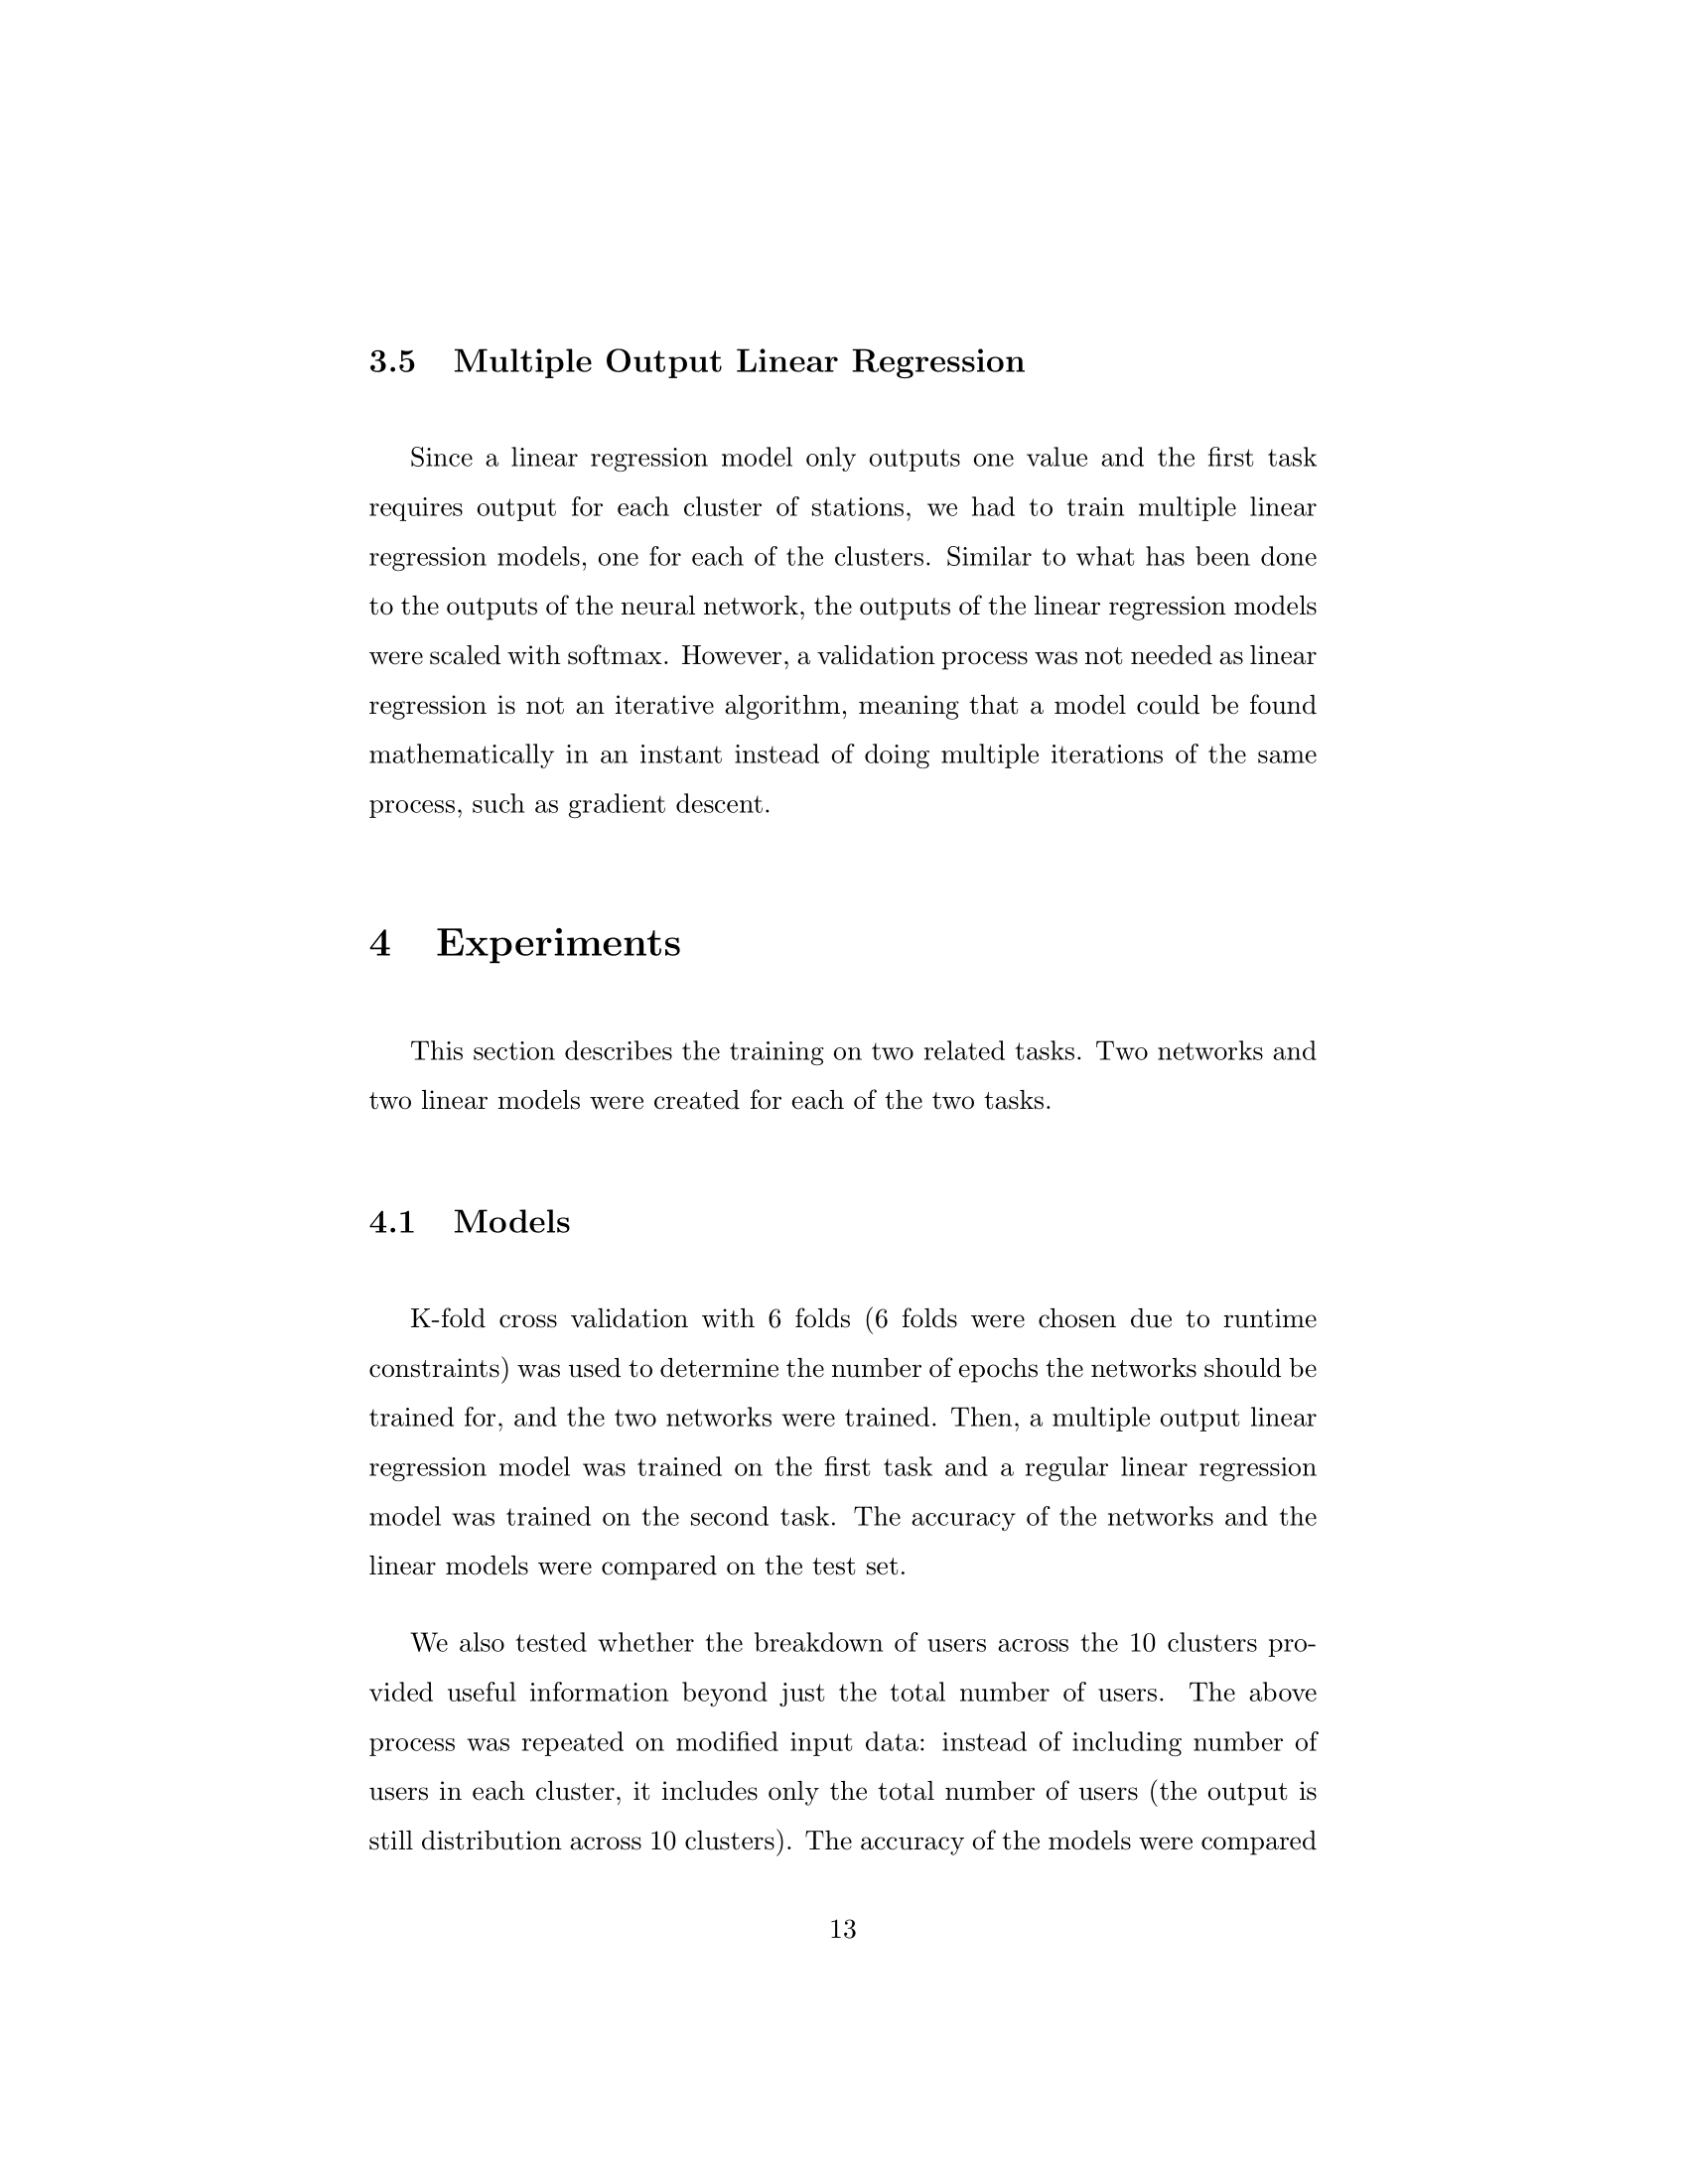 3.5 Multiple Output Linear Regression
Since a linear regression model only outputs one value and the first task
requires output for each cluster of stations, we had to train multiple linear
regression models, one for each of the clusters. Similar to what has been done
to the outputs of the neural network, the outputs of the linear regression models
were scaled with softmax. However, a validation process was not needed as linear
regression is not an iterative algorithm, meaning that a model could be found
mathematically in an instant instead of doing multiple iterations of the same
process, such as gradient descent.
4 Experiments
This section describes the training on two related tasks. Two networks and
two linear models were created for each of the two tasks.
4.1 Models
K-fold cross validation with 6 folds (6 folds were chosen due to runtime
constraints) was used to determine the number of epochs the networks should be
trained for, and the two networks were trained. Then, a multiple output linear
regression model was trained on the first task and a regular linear regression
model was trained on the second task. The accuracy of the networks and the
linear models were compared on the test set.
We also tested whether the breakdown of users across the 10 clusters pro-
vided useful information beyond just the total number of users. The above
process was repeated on modified input data: instead of including number of
users in each cluster, it includes only the total number of users (the output is
still distribution across 10 clusters). The accuracy of the models were compared
13